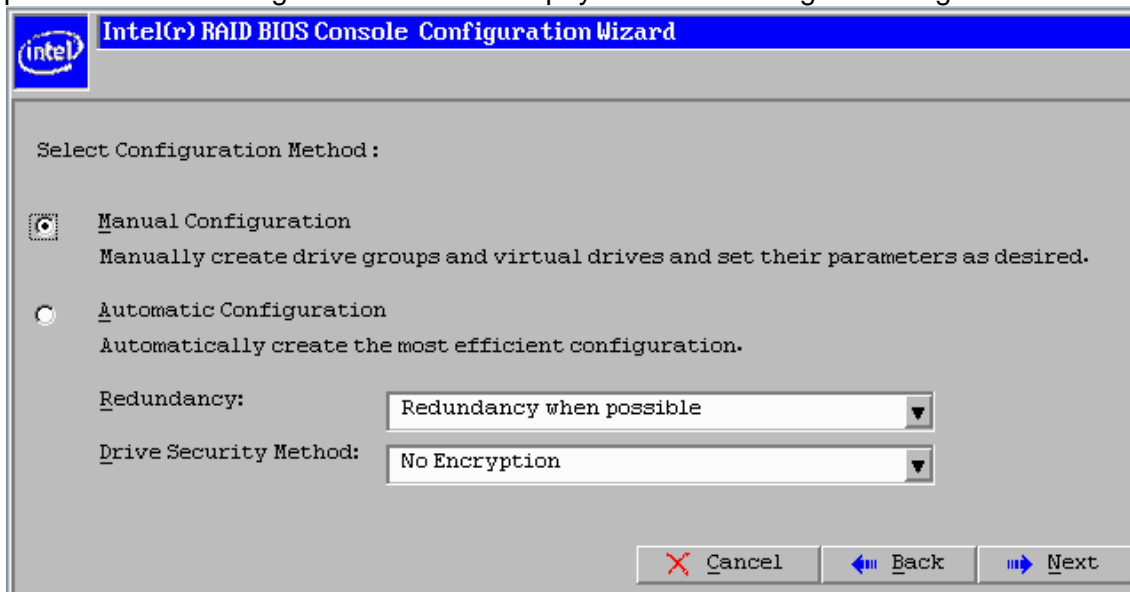 Intel(r) RAID BIOS Console Configuration Wizard
intel
Select Configuration Method:
Manual Configuration
Manually create drive groups and virtual drives and set their parameters as desired.
Automatic Configuration
Automatically create the most efficient configuration.
Redundancy: Redundancy when possible
Drive Security Method: No Encryption
Cancel Back Next